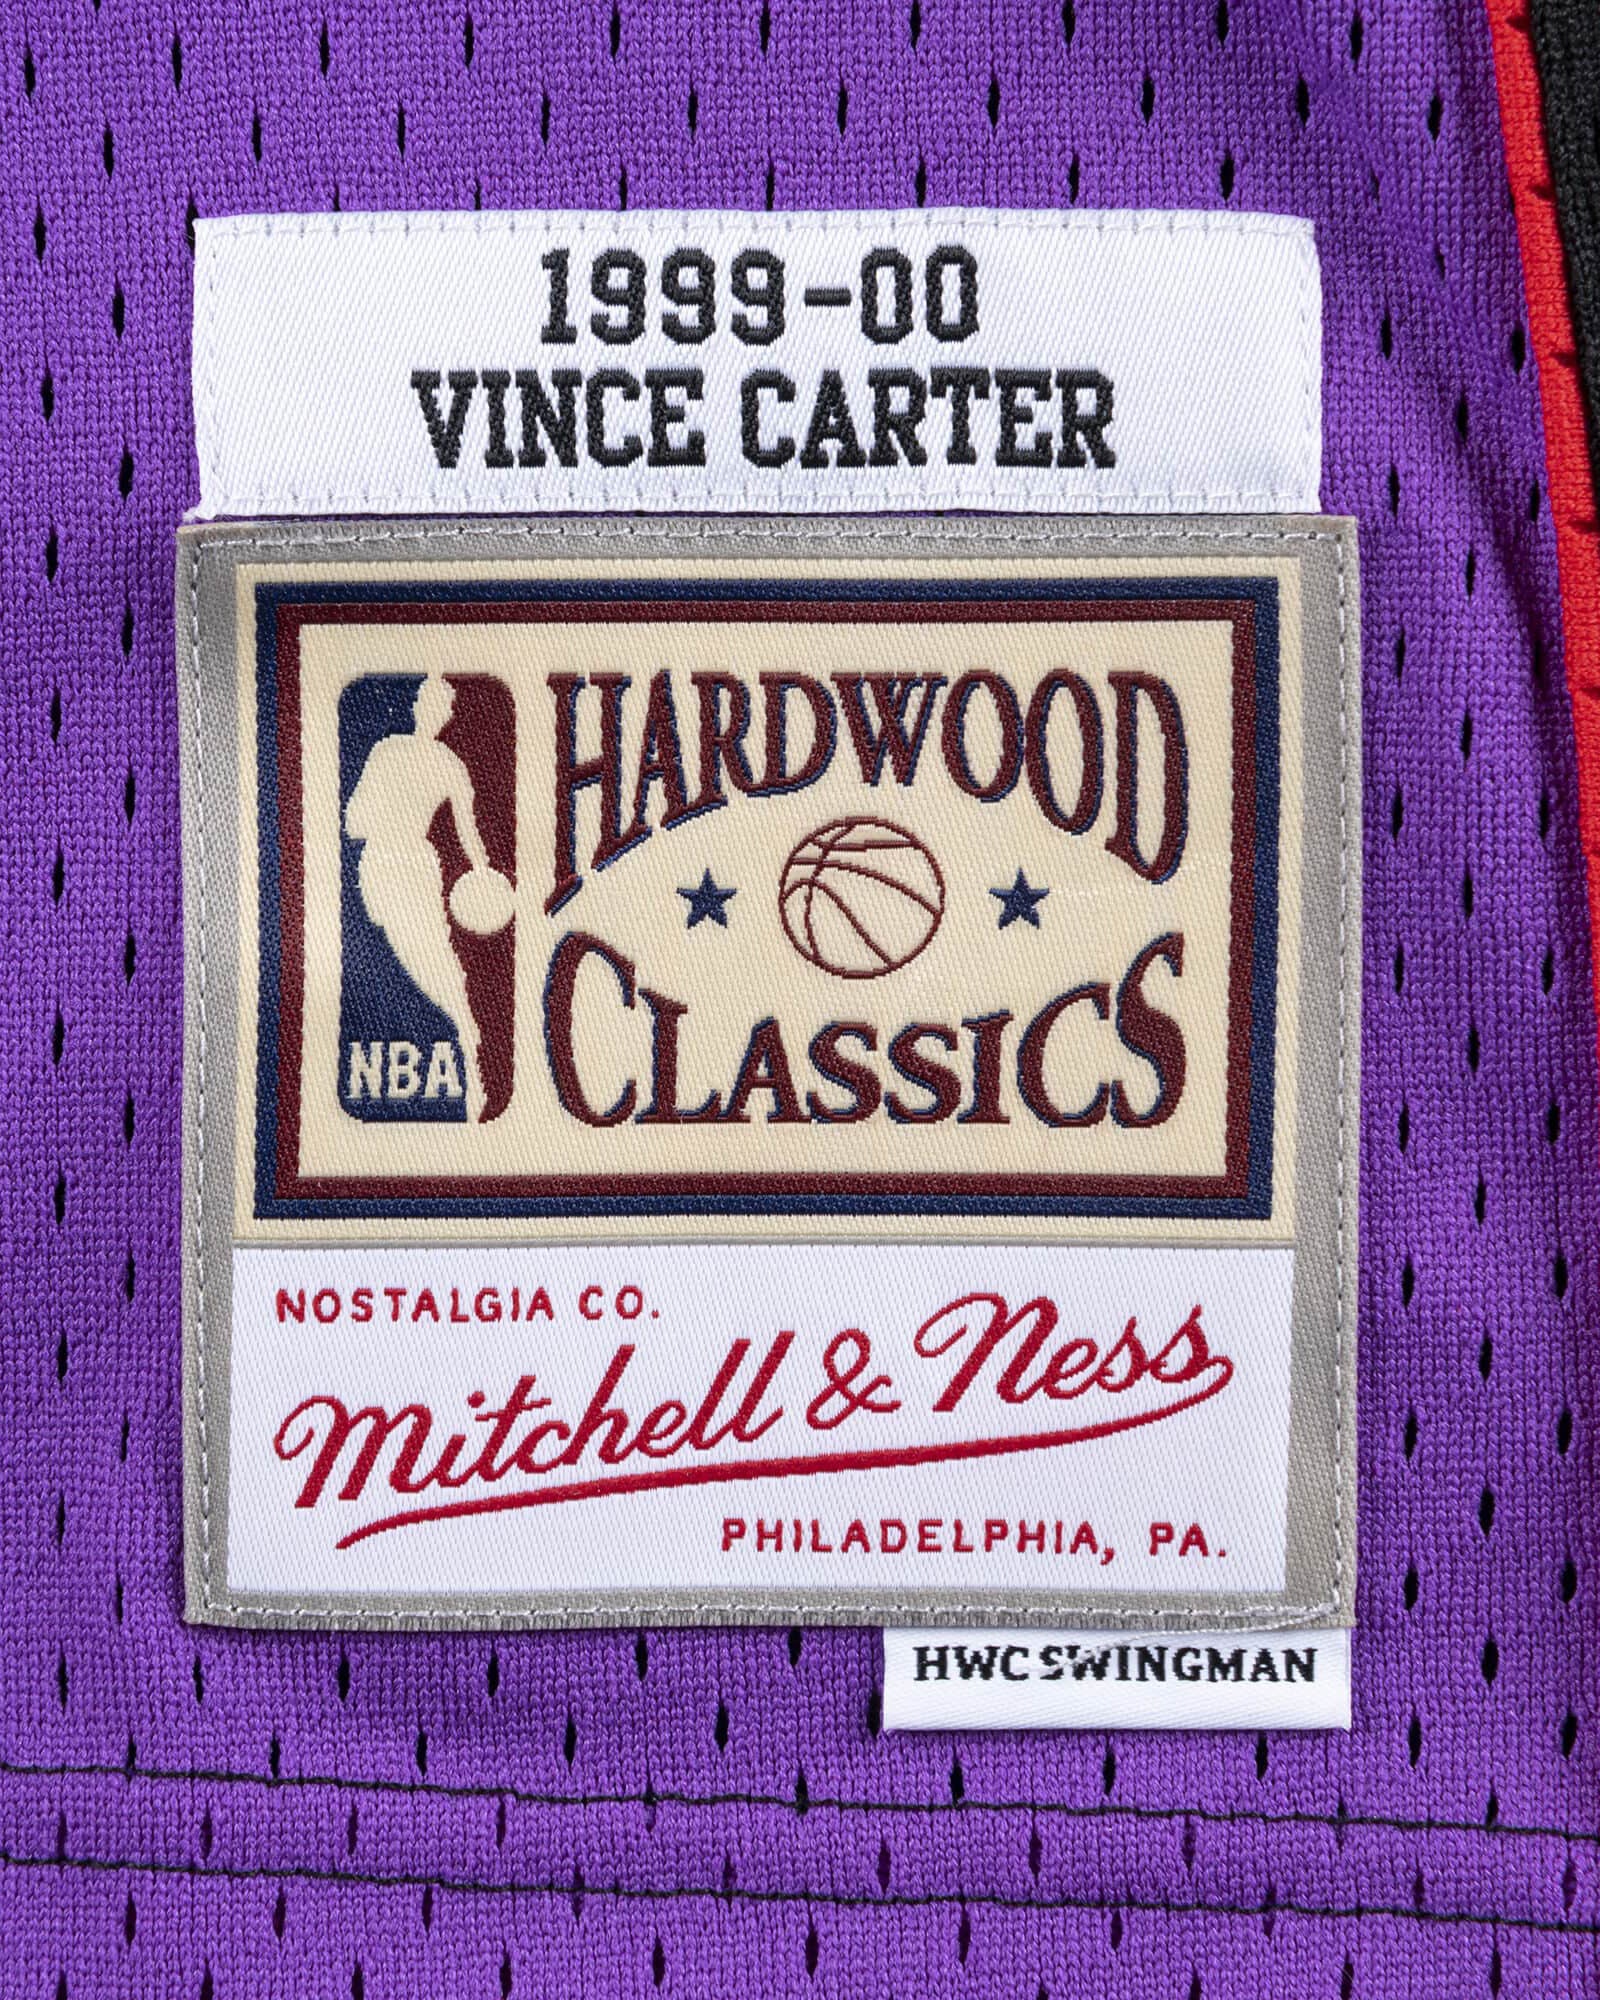 1999-00
VINCE CARTER
HARDWOOD
CLASSICS
NBA
NOSTALGIA CO.
Mitchell & Ness
PHILADELPHIA, PA.
HWC SWINGMAN